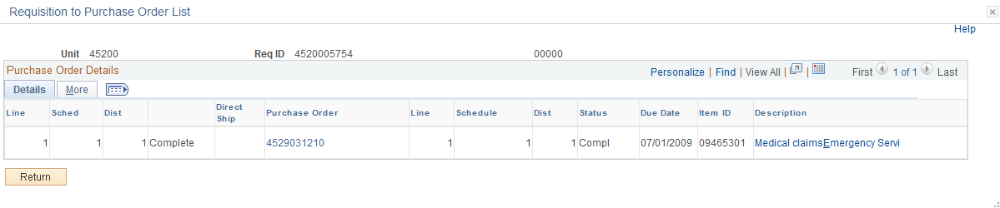 Requisition to Purchase Order List
Help
Unit 45200 Req ID 4520005754 00000
Purchase Order Details Personalize | Find | View All | | First 1 of 1 Last
Details More
Line Sched Dist Direct Ship Purchase Order Line Schedule Dist Status Due Date Item ID Description
1 1 1 Complete 4529031210 1 1 1 Compl 07/01/2009 09465301 Medical claimsEmergency Servi
Return